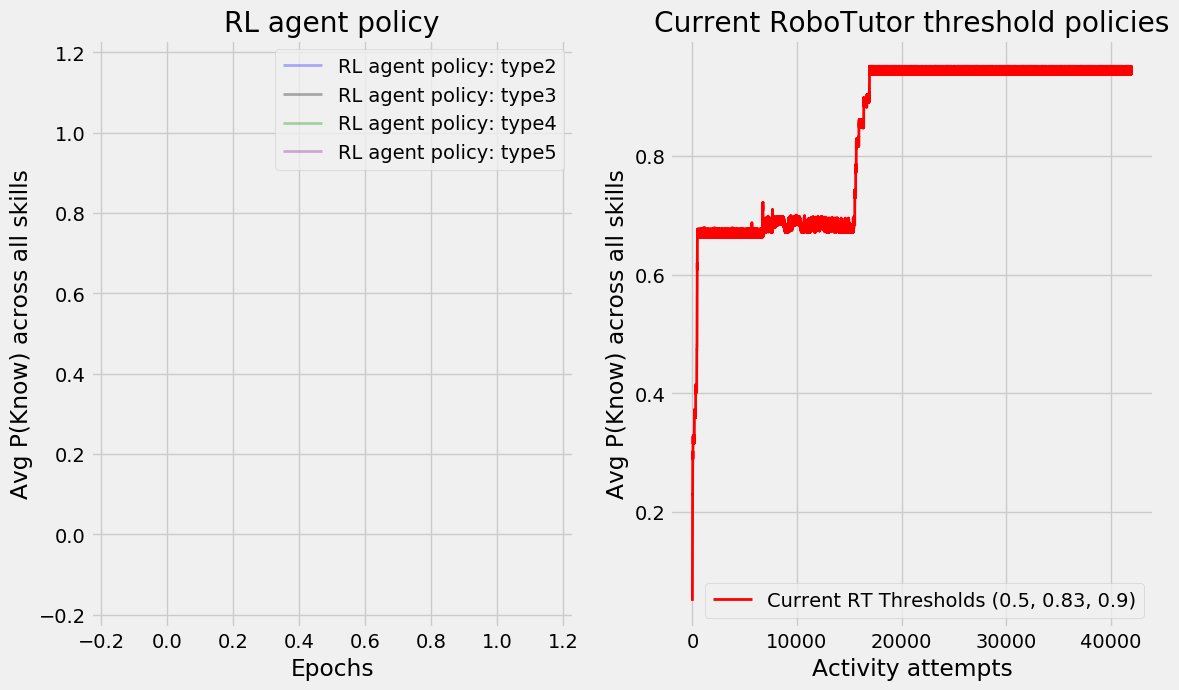 RL agent policy
Avg P(Know) across all skills
1.2
1.0
0.8
0.6
0.4
0.2
0.0
−0.2
RL agent policy: type2
RL agent policy: type3
RL agent policy: type4
RL agent policy: type5
−0.2 0.0 0.2 0.4 0.6 0.8 1.0 1.2
Epochs
Current RoboTutor threshold policies
Avg P(Know) across all skills
0.8
0.6
0.4
0.2
Current RT Thresholds (0.5, 0.83, 0.9)
0 10000 20000 30000 40000
Activity attempts